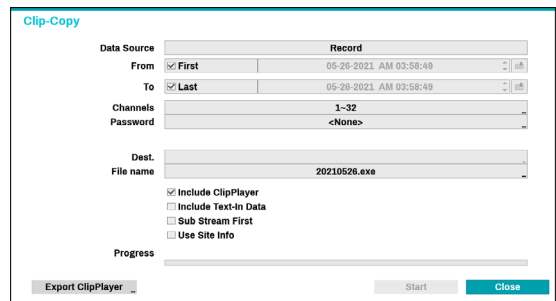 Clip-Copy
Data Source Record
From First 05-26-2021 AM 03:58:49
To Last 05-26-2021 AM 03:58:49
Channels 1~32
Password <None>
Dest.
File name 20210526.exe
Include ClipPlayer
Include Text-In Data
Sub Stream First
Use Site Info
Progress
Export ClipPlayer Start Close